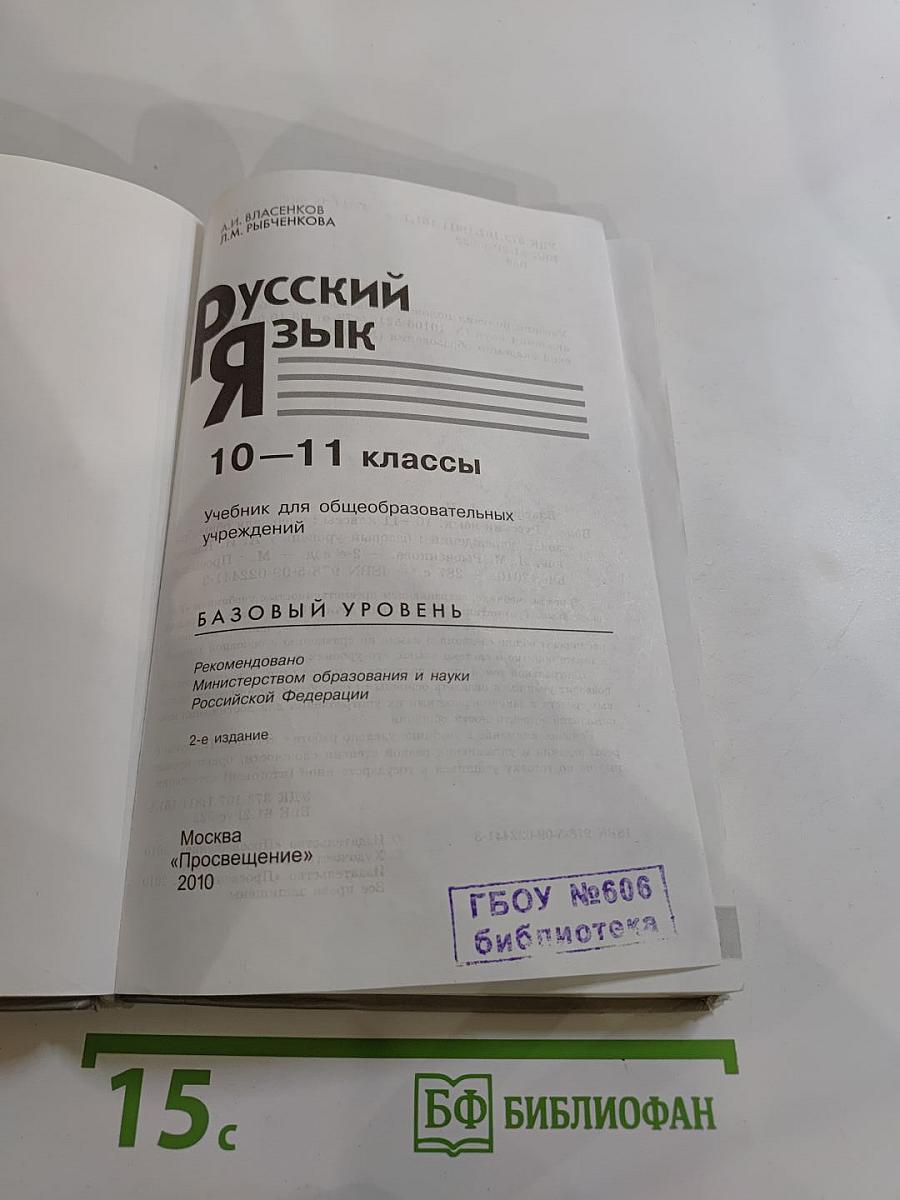 А.И. ВЛАСЕНКОВ
Л.М. РЫБЧЕНКОВА
РУССКИЙ
ЯЗЫК
10—11 классы
учебник для общеобразовательных
учреждений
БАЗОВЫЙ УРОВЕНЬ
Рекомендовано
Министерством образования и науки
Российской Федерации
2-е издание
Москва
«Просвещение»
2010
ГБОУ №606
библиотека
15 с
БФ БИБЛИОФАН